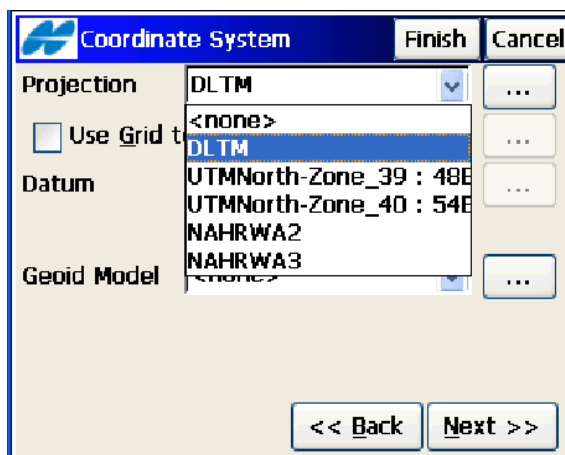 Coordinate System Finish Cancel
Projection DLTM ...
<none>
Use Grid t ...
DLTM
Datum ...
UTMNorth-Zone_39 : 48E
UTMNorth-Zone_40 : 54E
NAHRWA2
NAHRWA3
Geoid Model <none> ...
<< Back Next >>